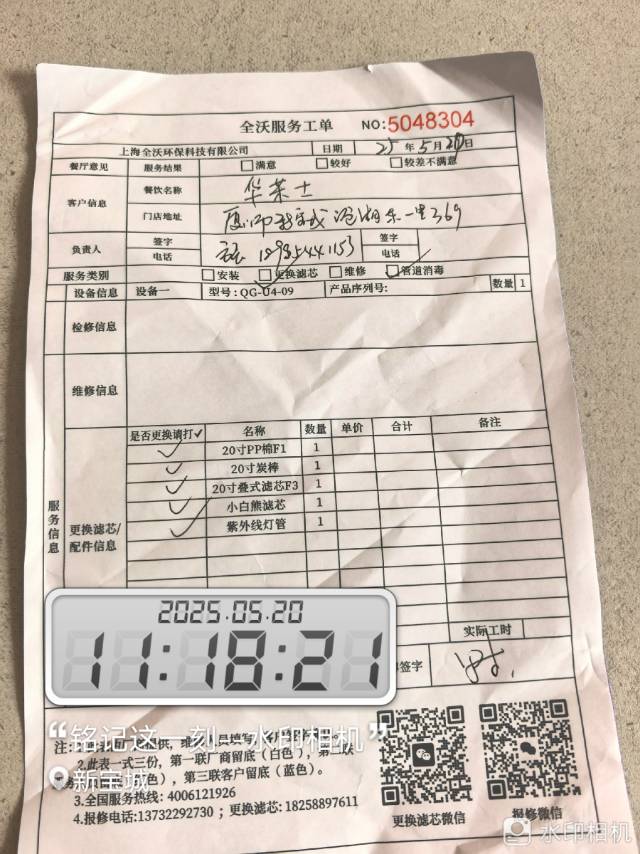 全沃服务工单 NO:5048304
上海全沃环保科技有限公司 日期 25年5月20日
餐厅意见 服务结果 满意 较好 较差不满意
客户信息 餐饮名称 华莱士
门店地址
负责人 签字 签字
电话 电话
服务类别 安装 更换滤芯 维修 管道消毒
设备信息 设备一 型号:QG-U4-09 产品序列号: 数量 1
检修信息
维修信息
服务信息
更换滤芯/配件信息
是否更换请打✓ 名称 数量 单价 合计 备注
✓ 20寸PP棉F1 1
✓ 20寸炭棒 1
✓ 20寸叠式滤芯F3 1
✓ 小白熊滤芯 1
✓ 紫外线灯管 1
实际工时
签字
2025.05.20
11:18:21
“铭记这一刻 水印相机”
新宝城
注:
2.此表一式三份,第一联厂商留底(白色),第二联
色),第三联客户留底(蓝色)。
3.全国服务热线:4006121926
4.报修电话:13732292730;更换滤芯:18258897611
更换滤芯微信 报修微信
水印相机